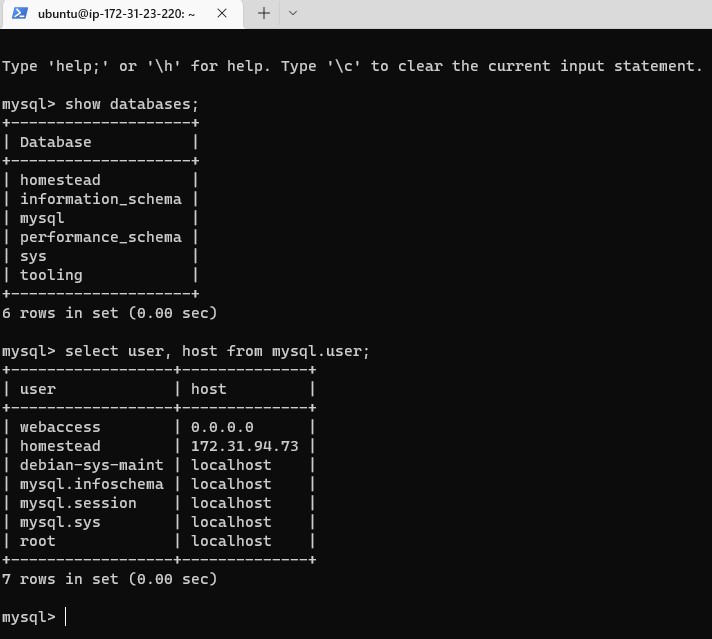 ubuntu@ip-172-31-23-220: ~
Type 'help;' or '\h' for help. Type '\c' to clear the current input statement.
mysql> show databases;
+--------------------+
| Database           |
+--------------------+
| homestead          |
| information_schema |
| mysql              |
| performance_schema |
| sys                |
| tooling            |
+--------------------+
6 rows in set (0.00 sec)
mysql> select user, host from mysql.user;
+------------------+--------------+
| user             | host         |
+------------------+--------------+
| webaccess        | 0.0.0.0      |
| homestead        | 172.31.94.73 |
| debian-sys-maint | localhost    |
| mysql.infoschema | localhost    |
| mysql.session    | localhost    |
| mysql.sys        | localhost    |
| root             | localhost    |
+------------------+--------------+
7 rows in set (0.00 sec)
mysql>